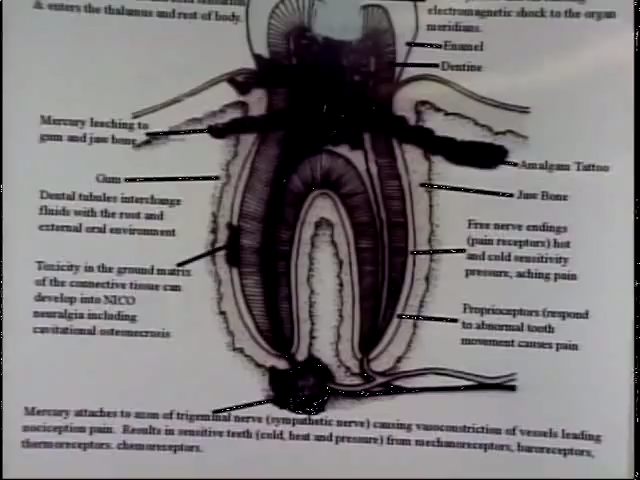 & enters the thalamus and rest of body.
electromagnetic shock to the organ
meridians.
Enamel
Dentine
Mercury leaching to
gum and jaw bone
Amalgam Tattoo
Gum
Jaw Bone
Dental tubules interchange
fluids with the root and
external oral environment
Free nerve endings
(pain receptors) hot
and cold sensitivity
pressure, aching pain
Toxicity in the ground matrix
of the connective tissue can
develop into NICO
neuralgia including
cavitational osteonecrosis
Proprioceptors (respond
to abnormal tooth
movement causes pain
Mercury attaches to axon of trigeminal nerve (sympathetic nerve) causing vasoconstriction of vessels leading
nociception pain. Results in sensitive teeth (cold, heat and pressure) from mechanoreceptors, baroreceptors,
thermoreceptors. chemoreceptors.